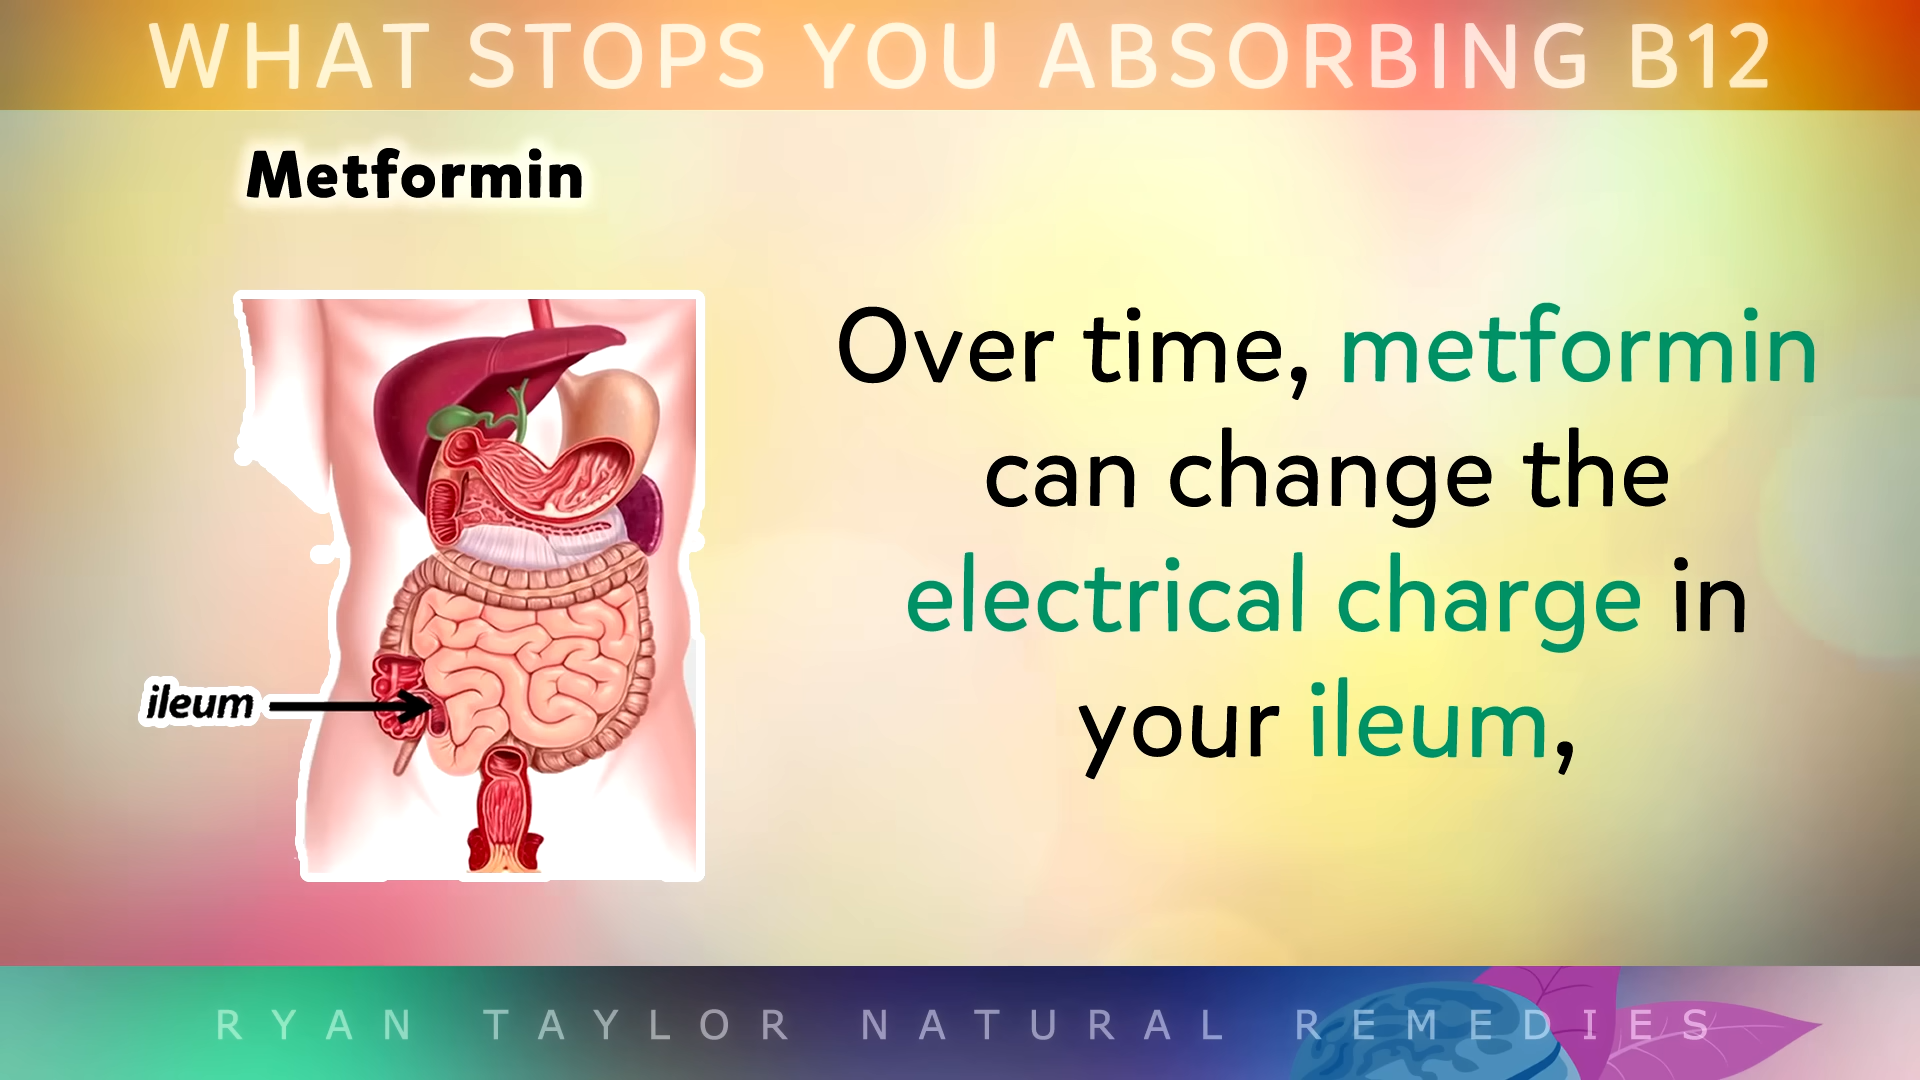 WHAT STOPS YOU ABSORBING B12
Metformin
ileum
Over time, metformin
can change the
electrical charge in
your ileum,
RYAN TAYLOR NATURAL REMEDIES